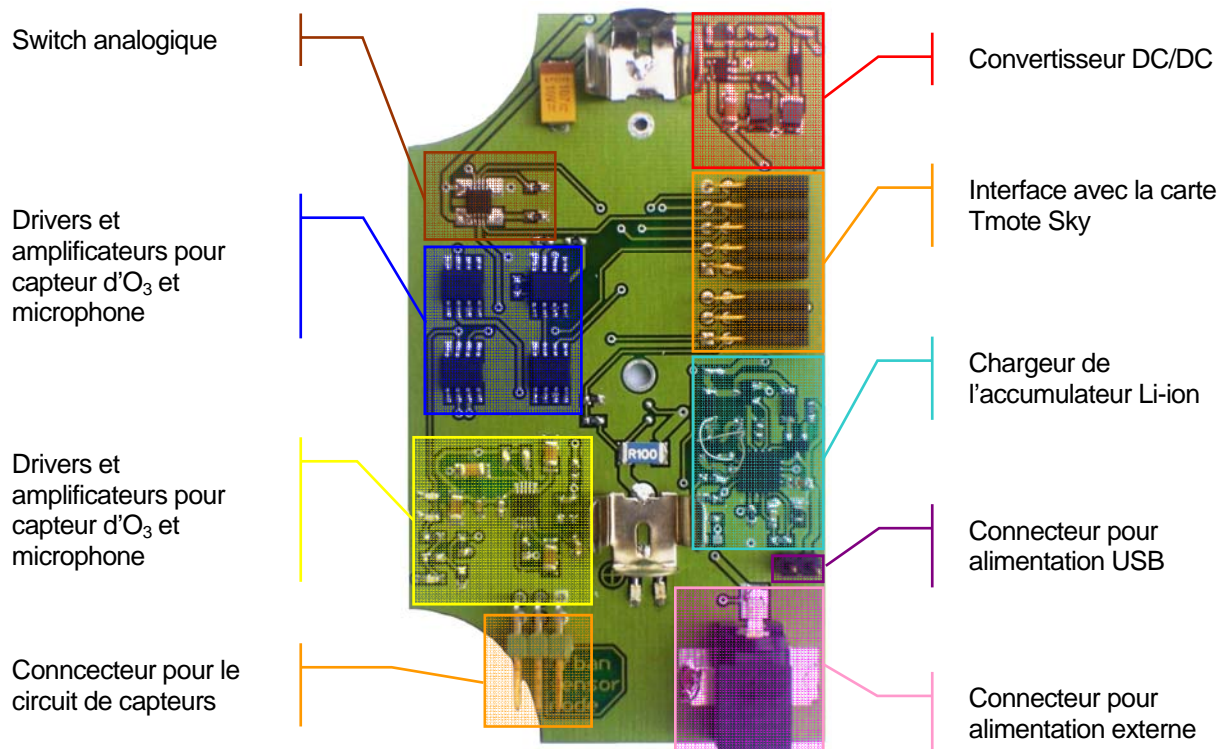 Switch analogique
Drivers et
amplificateurs pour
capteur d'O₃ et
microphone
Drivers et
amplificateurs pour
capteur d'O₃ et
microphone
Conncecteur pour le
circuit de capteurs
Convertisseur DC/DC
Interface avec la carte
Tmote Sky
Chargeur de
l'accumulateur Li-ion
Connecteur pour
alimentation USB
Connecteur pour
alimentation externe
R100
sensor
node